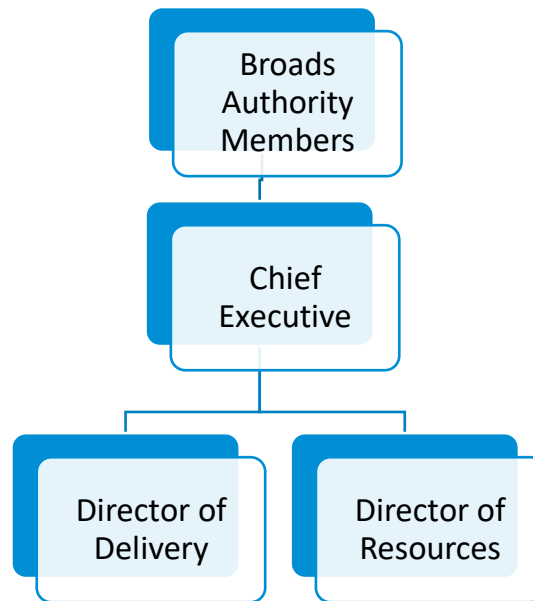 Broads
Authority
Members
Chief
Executive
Director of
Delivery
Director of
Resources